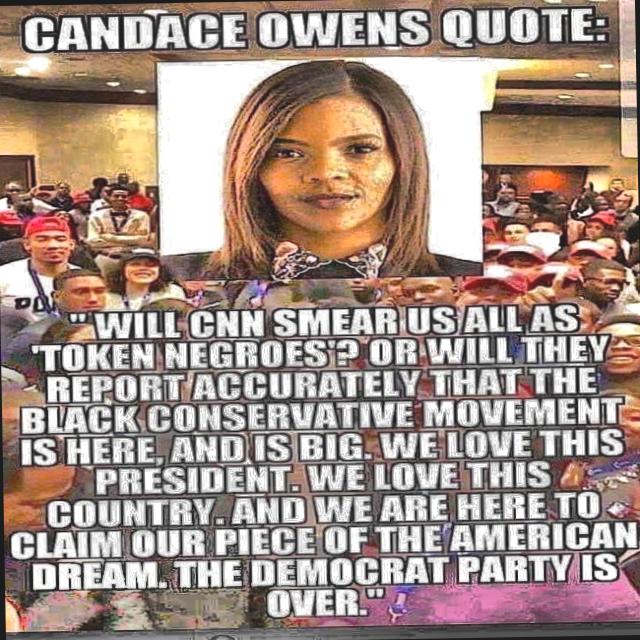 CANDACE OWENS QUOTE:
" WILL CNN SMEAR US ALL AS
'TOKEN NEGROES'? OR WILL THEY
REPORT ACCURATELY THAT THE
BLACK CONSERVATIVE MOVEMENT
IS HERE, AND IS BIG. WE LOVE THIS
PRESIDENT. WE LOVE THIS
COUNTRY. AND WE ARE HERE TO
CLAIM OUR PIECE OF THE AMERICAN
DREAM. THE DEMOCRAT PARTY IS
OVER."